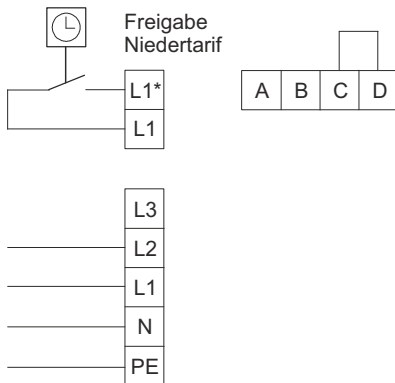 Freigabe
Niedertarif
L1*
L1
A B C D
L3
L2
L1
N
PE